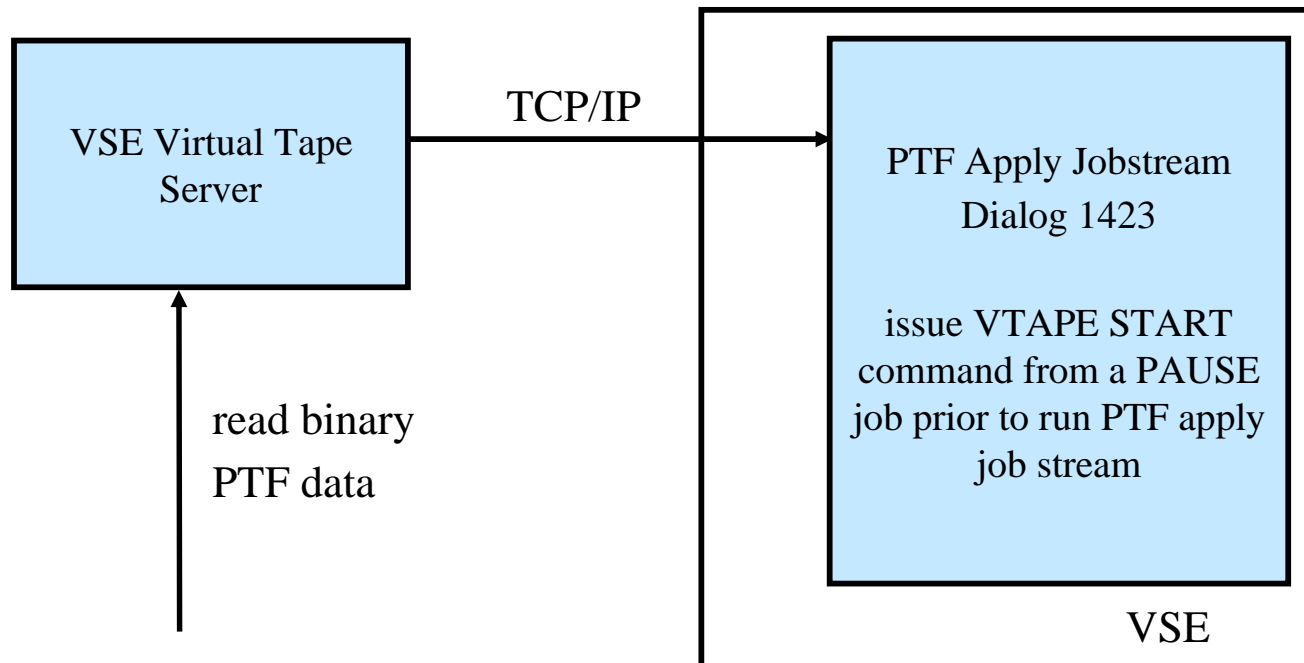 VSE Virtual Tape
Server
TCP/IP
PTF Apply Jobstream
Dialog 1423
issue VTAPE START
command from a PAUSE
job prior to run PTF apply
job stream
read binary
PTF data
VSE